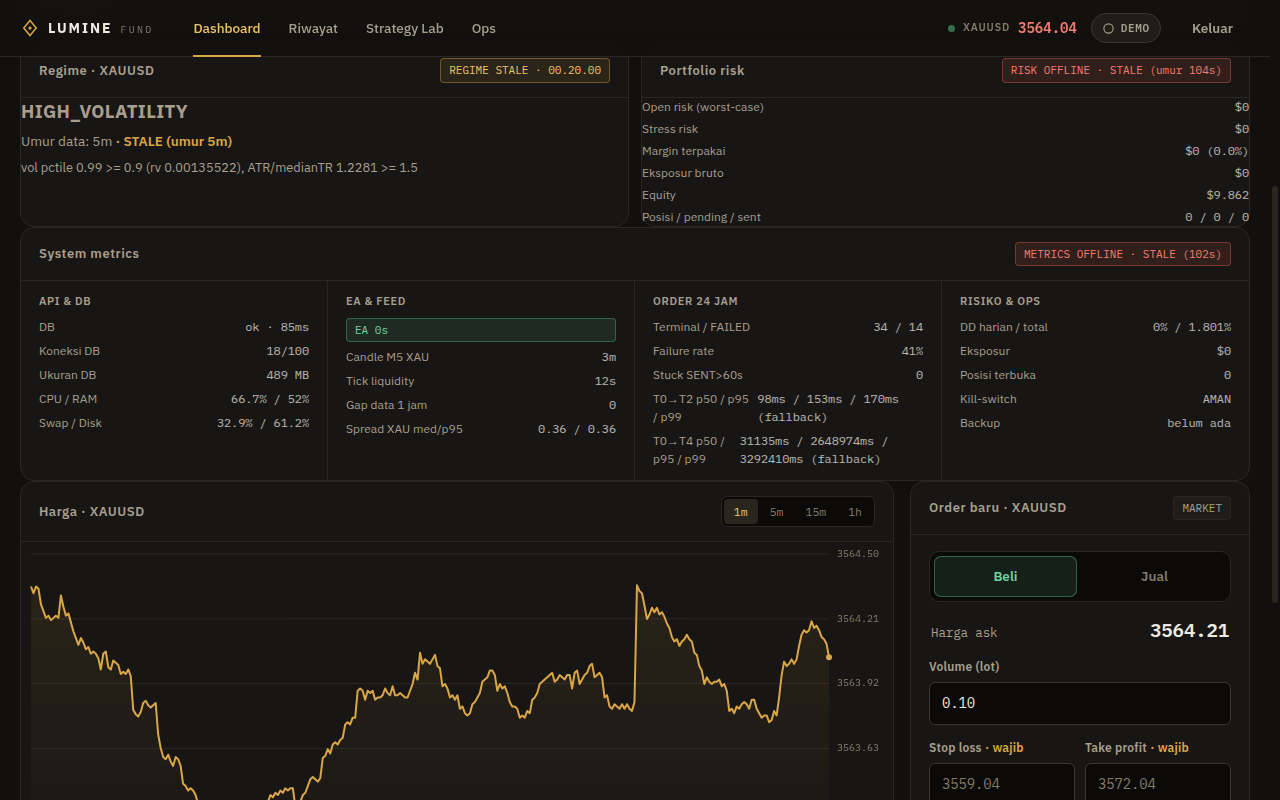 LUMINE FUND
Dashboard Riwayat Strategy Lab Ops
XAUUSD 3564.04 DEMO Keluar
Regime · XAUUSD
REGIME STALE · 00.20.00
HIGH_VOLATILITY
Umur data: 5m · STALE (umur 5m)
vol pctile 0.99 >= 0.9 (rv 0.00135522), ATR/medianTR 1.2281 >= 1.5
Portfolio risk
RISK OFFLINE · STALE (umur 104s)
Open risk (worst-case) $0
Stress risk $0
Margin terpakai $0 (0.0%)
Eksposur bruto $0
Equity $9.862
Posisi / pending / sent 0 / 0 / 0
System metrics
METRICS OFFLINE · STALE (102s)
API & DB
DB ok · 85ms
Koneksi DB 18/100
Ukuran DB 489 MB
CPU / RAM 66.7% / 52%
Swap / Disk 32.9% / 61.2%
EA & FEED
EA 0s
Candle M5 XAU 3m
Tick liquidity 12s
Gap data 1 jam 0
Spread XAU med/p95 0.36 / 0.36
ORDER 24 JAM
Terminal / FAILED 34 / 14
Failure rate 41%
Stuck SENT>60s 0
T0→T2 p50 / p95 98ms / 153ms / 170ms
/ p99 (fallback)
T0→T4 p50 / 31135ms / 2648974ms /
p95 / p99 3292410ms (fallback)
RISIKO & OPS
DD harian / total 0% / 1.801%
Eksposur $0
Posisi terbuka 0
Kill-switch AMAN
Backup belum ada
Harga · XAUUSD
1m 5m 15m 1h
3564.50
3564.21
3563.92
3563.63
Order baru · XAUUSD
MARKET
Beli Jual
Harga ask 3564.21
Volume (lot)
0.10
Stop loss · wajib Take profit · wajib
3559.04 3572.04